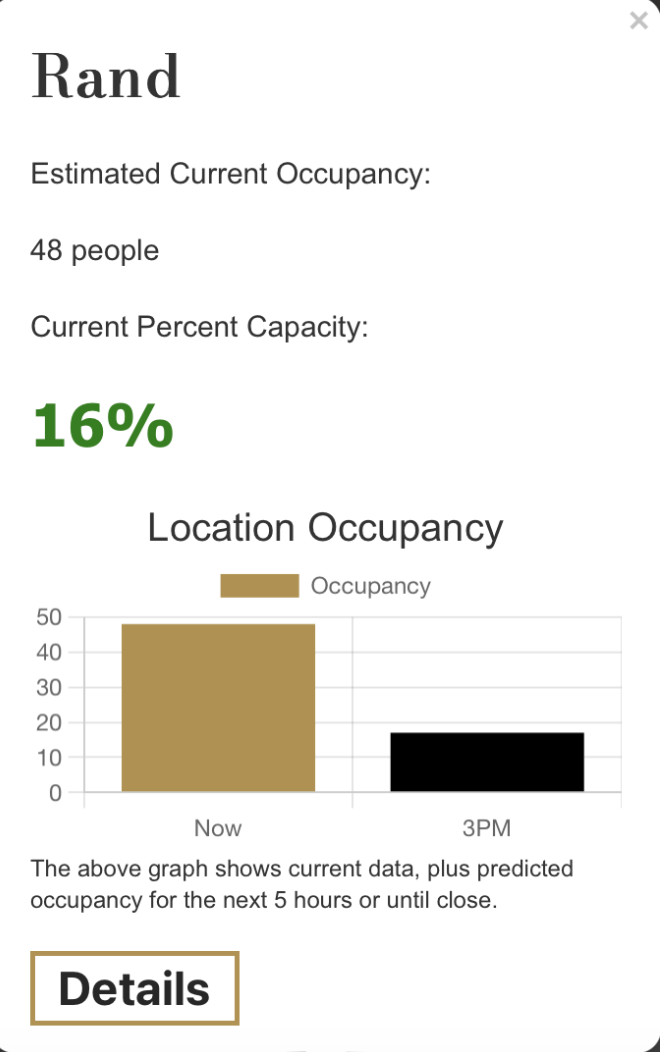 ×
Rand
Estimated Current Occupancy:
48 people
Current Percent Capacity:
16%
Location Occupancy
Occupancy
50
40
30
20
10
0
Now 3PM
The above graph shows current data, plus predicted
occupancy for the next 5 hours or until close.
Details